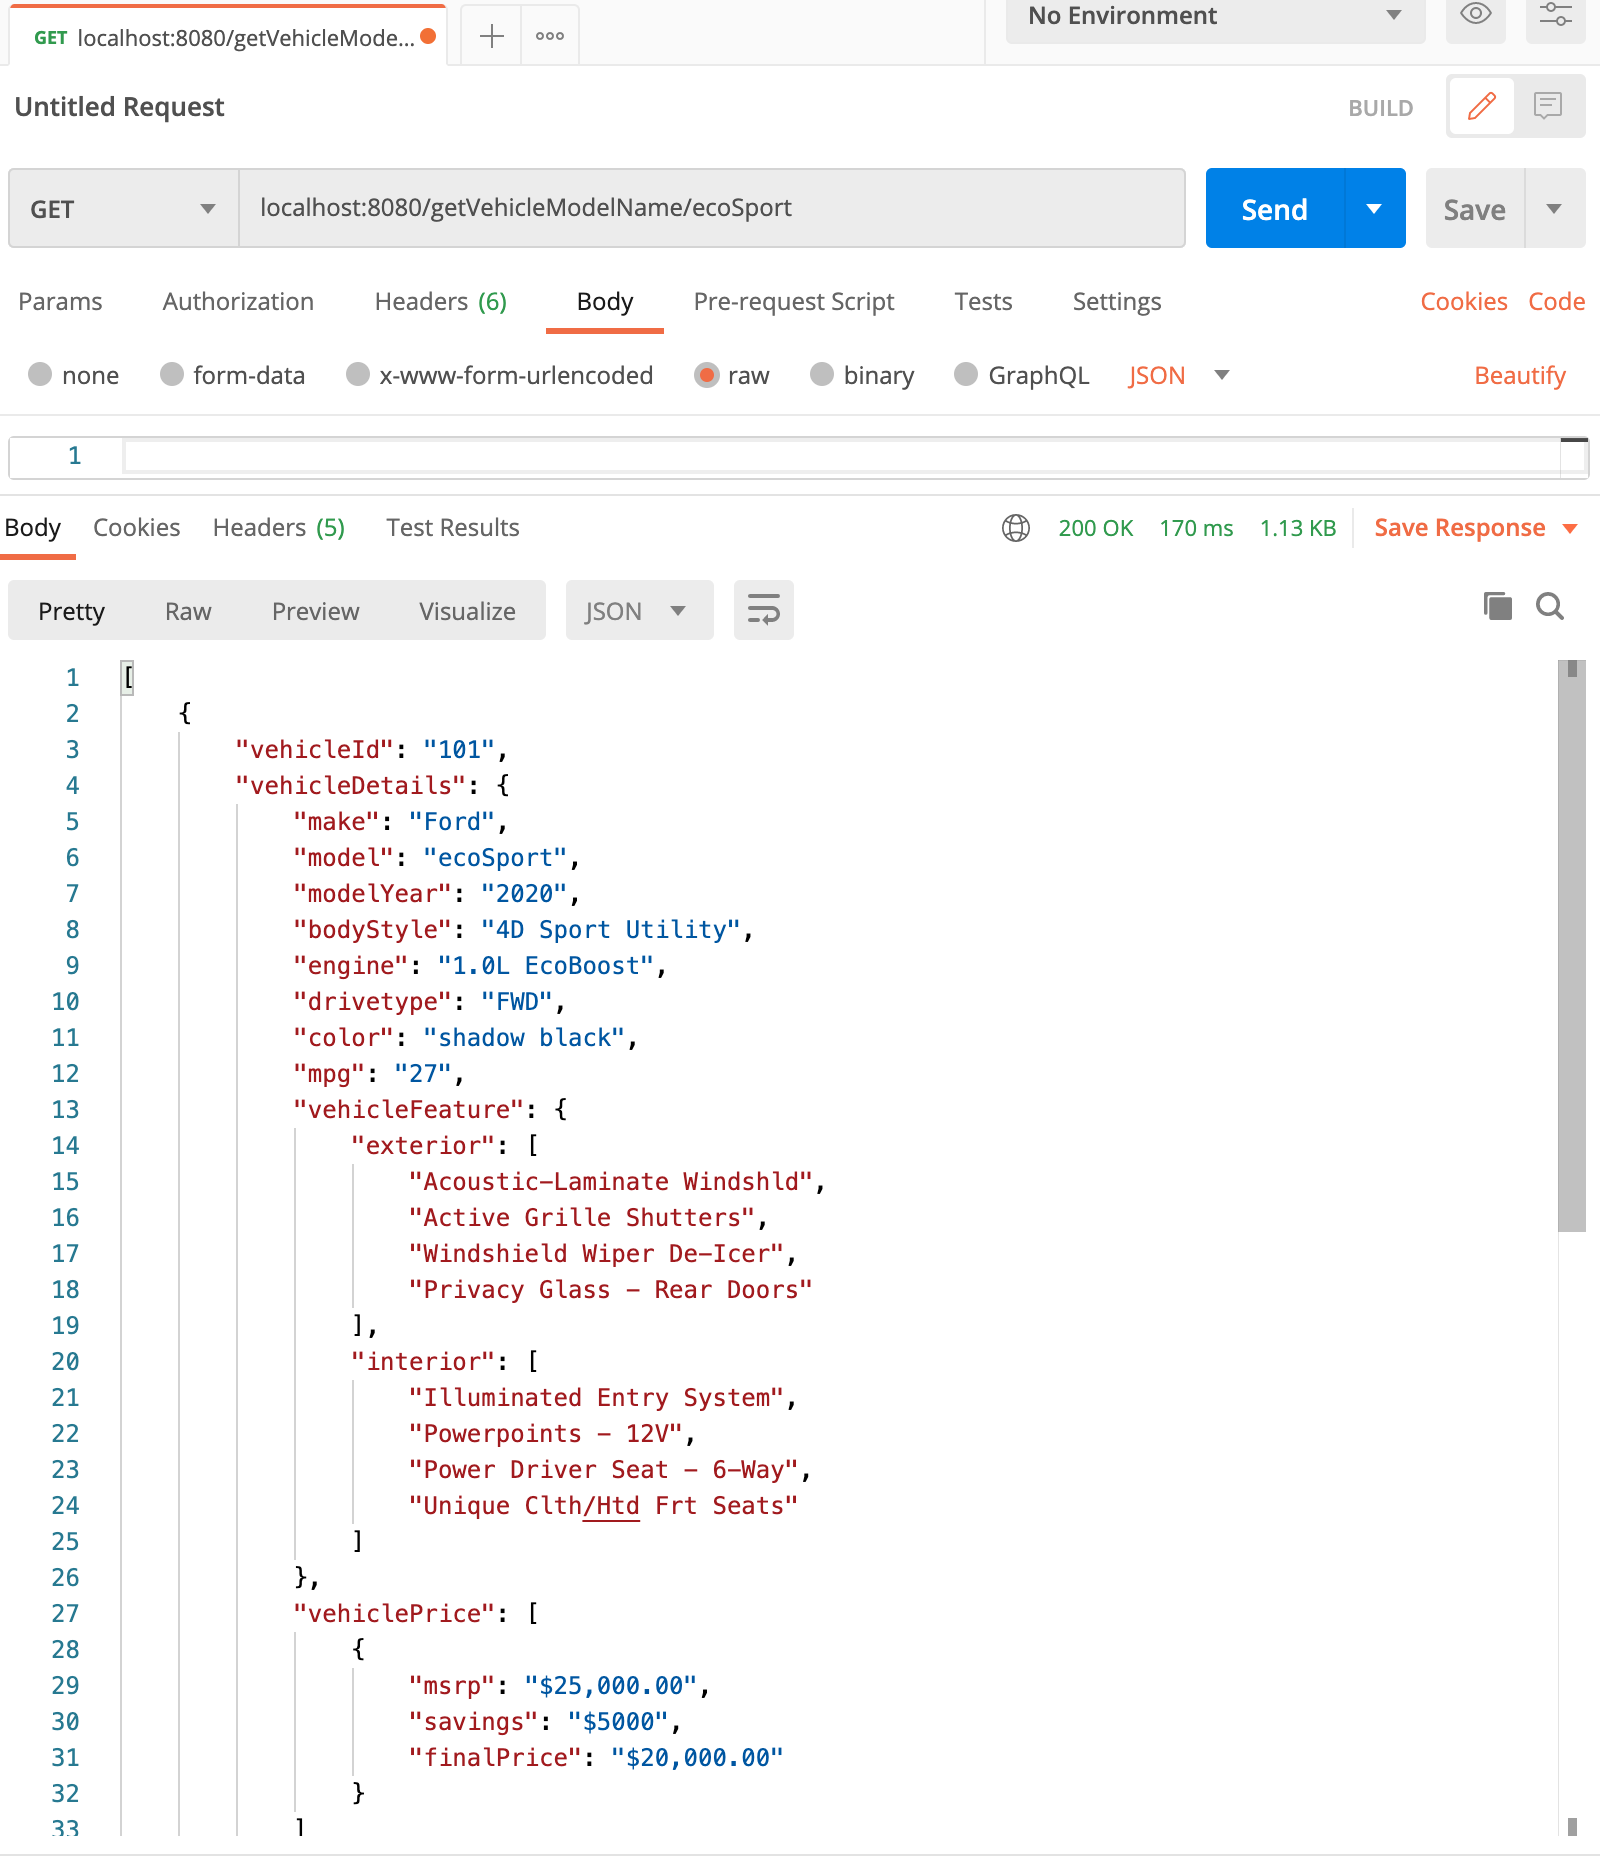 GET localhost:8080/getVehicleMode...
No Environment
Untitled Request
BUILD
GET localhost:8080/getVehicleModelName/ecoSport Send Save
Params Authorization Headers (6) Body Pre-request Script Tests Settings Cookies Code
none form-data x-www-form-urlencoded raw binary GraphQL JSON Beautify
1
Body Cookies Headers (5) Test Results 200 OK 170 ms 1.13 KB Save Response
Pretty Raw Preview Visualize JSON
1 [
2 {
3 "vehicleId": "101",
4 "vehicleDetails": {
5 "make": "Ford",
6 "model": "ecoSport",
7 "modelYear": "2020",
8 "bodyStyle": "4D Sport Utility",
9 "engine": "1.0L EcoBoost",
10 "drivetype": "FWD",
11 "color": "shadow black",
12 "mpg": "27",
13 "vehicleFeature": {
14 "exterior": [
15 "Acoustic-Laminate Windshld",
16 "Active Grille Shutters",
17 "Windshield Wiper De-Icer",
18 "Privacy Glass - Rear Doors"
19 ],
20 "interior": [
21 "Illuminated Entry System",
22 "Powerpoints - 12V",
23 "Power Driver Seat - 6-Way",
24 "Unique Clth/Htd Frt Seats"
25 ]
26 },
27 "vehiclePrice": [
28 {
29 "msrp": "$25,000.00",
30 "savings": "$5000",
31 "finalPrice": "$20,000.00"
32 }
33 ]